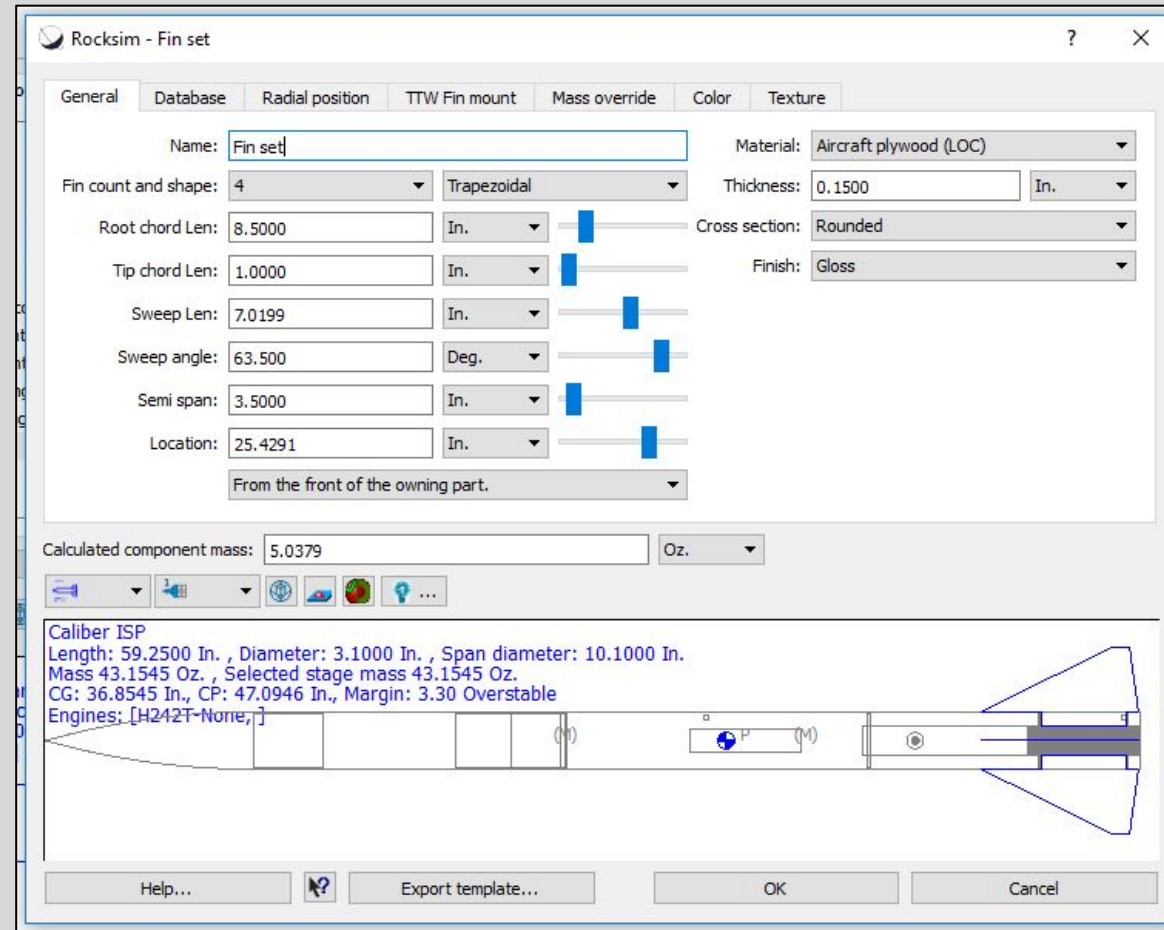 Rocksim - Fin set ?
General Database Radial position TTW Fin mount Mass override Color Texture
Name: Fin set Material: Aircraft plywood (LOC)
Fin count and shape: 4 Trapezoidal Thickness: 0.1500 In.
Root chord Len: 8.5000 In. Cross section: Rounded
Tip chord Len: 1.0000 In. Finish: Gloss
Sweep Len: 7.0199 In.
Sweep angle: 63.500 Deg.
Semi span: 3.5000 In.
Location: 25.4291 In.
From the front of the owning part.
Calculated component mass: 5.0379 Oz.
1 ...
Caliber ISP
Length: 59.2500 In. , Diameter: 3.1000 In. , Span diameter: 10.1000 In.
Mass 43.1545 Oz. , Selected stage mass 43.1545 Oz.
CG: 36.8545 In., CP: 47.0946 In., Margin: 3.30 Overstable
Engines: [H242T-None, ]
(M) P (M)
Help... Export template... OK Cancel